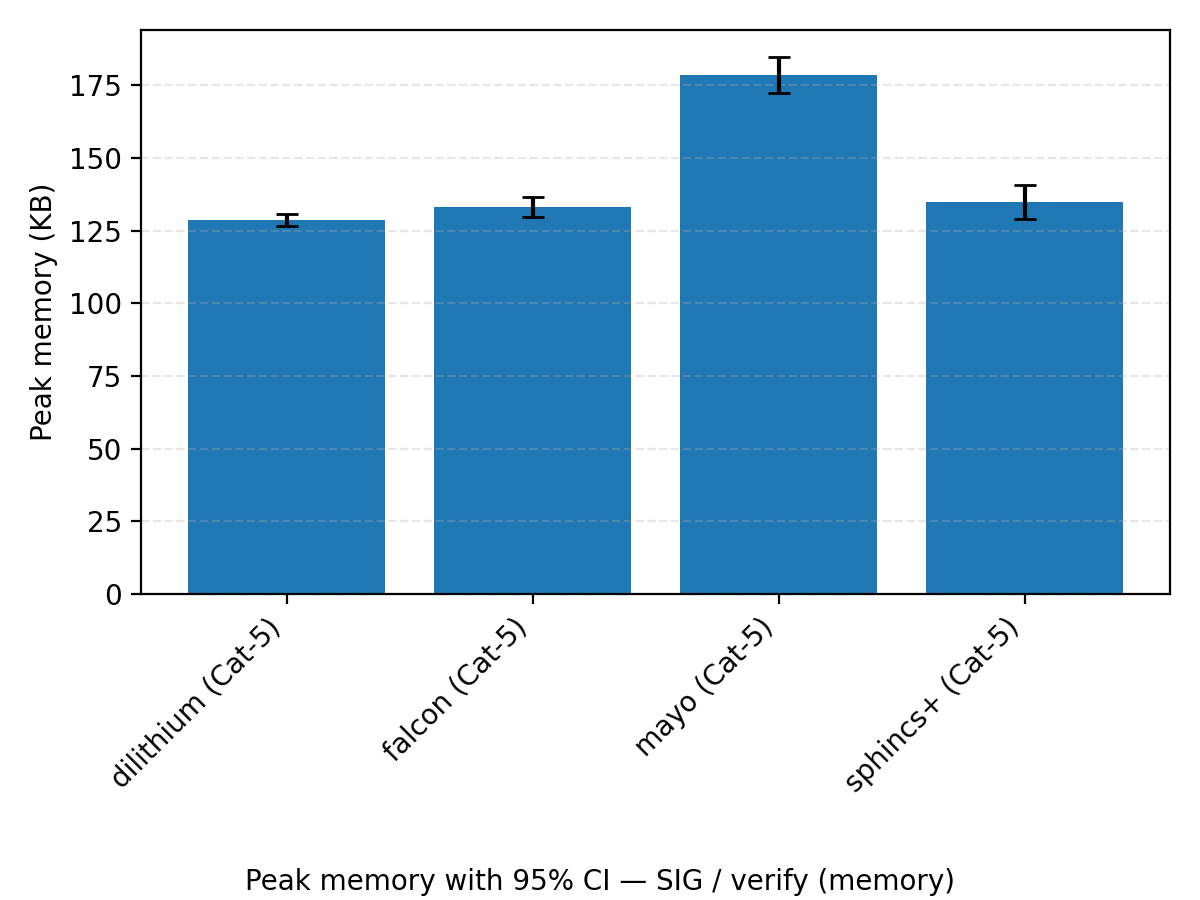 Peak memory (KB)
175
150
125
100
75
50
25
0
dilithium (Cat-5)
falcon (Cat-5)
mayo (Cat-5)
sphincs+ (Cat-5)
Peak memory with 95% CI — SIG / verify (memory)